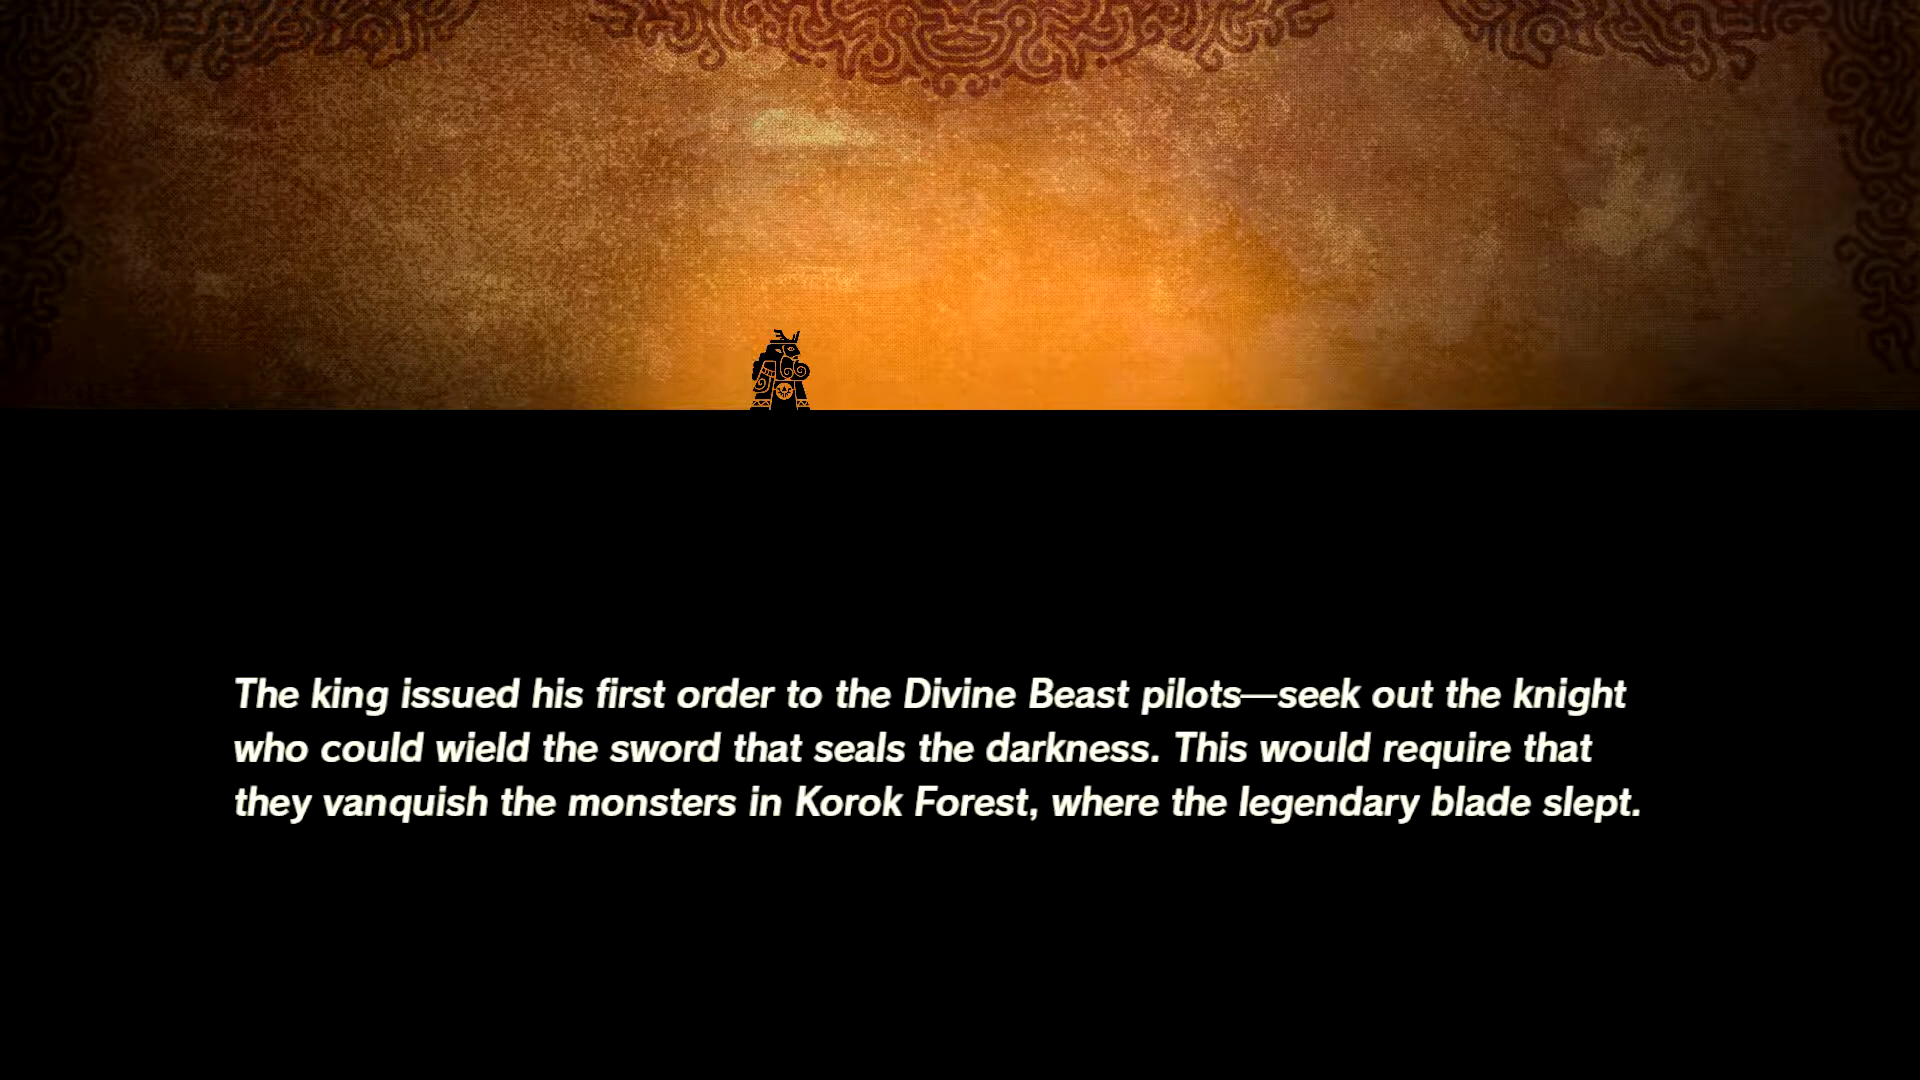 The king issued his first order to the Divine Beast pilots—seek out the knight
who could wield the sword that seals the darkness. This would require that
they vanquish the monsters in Korok Forest, where the legendary blade slept.